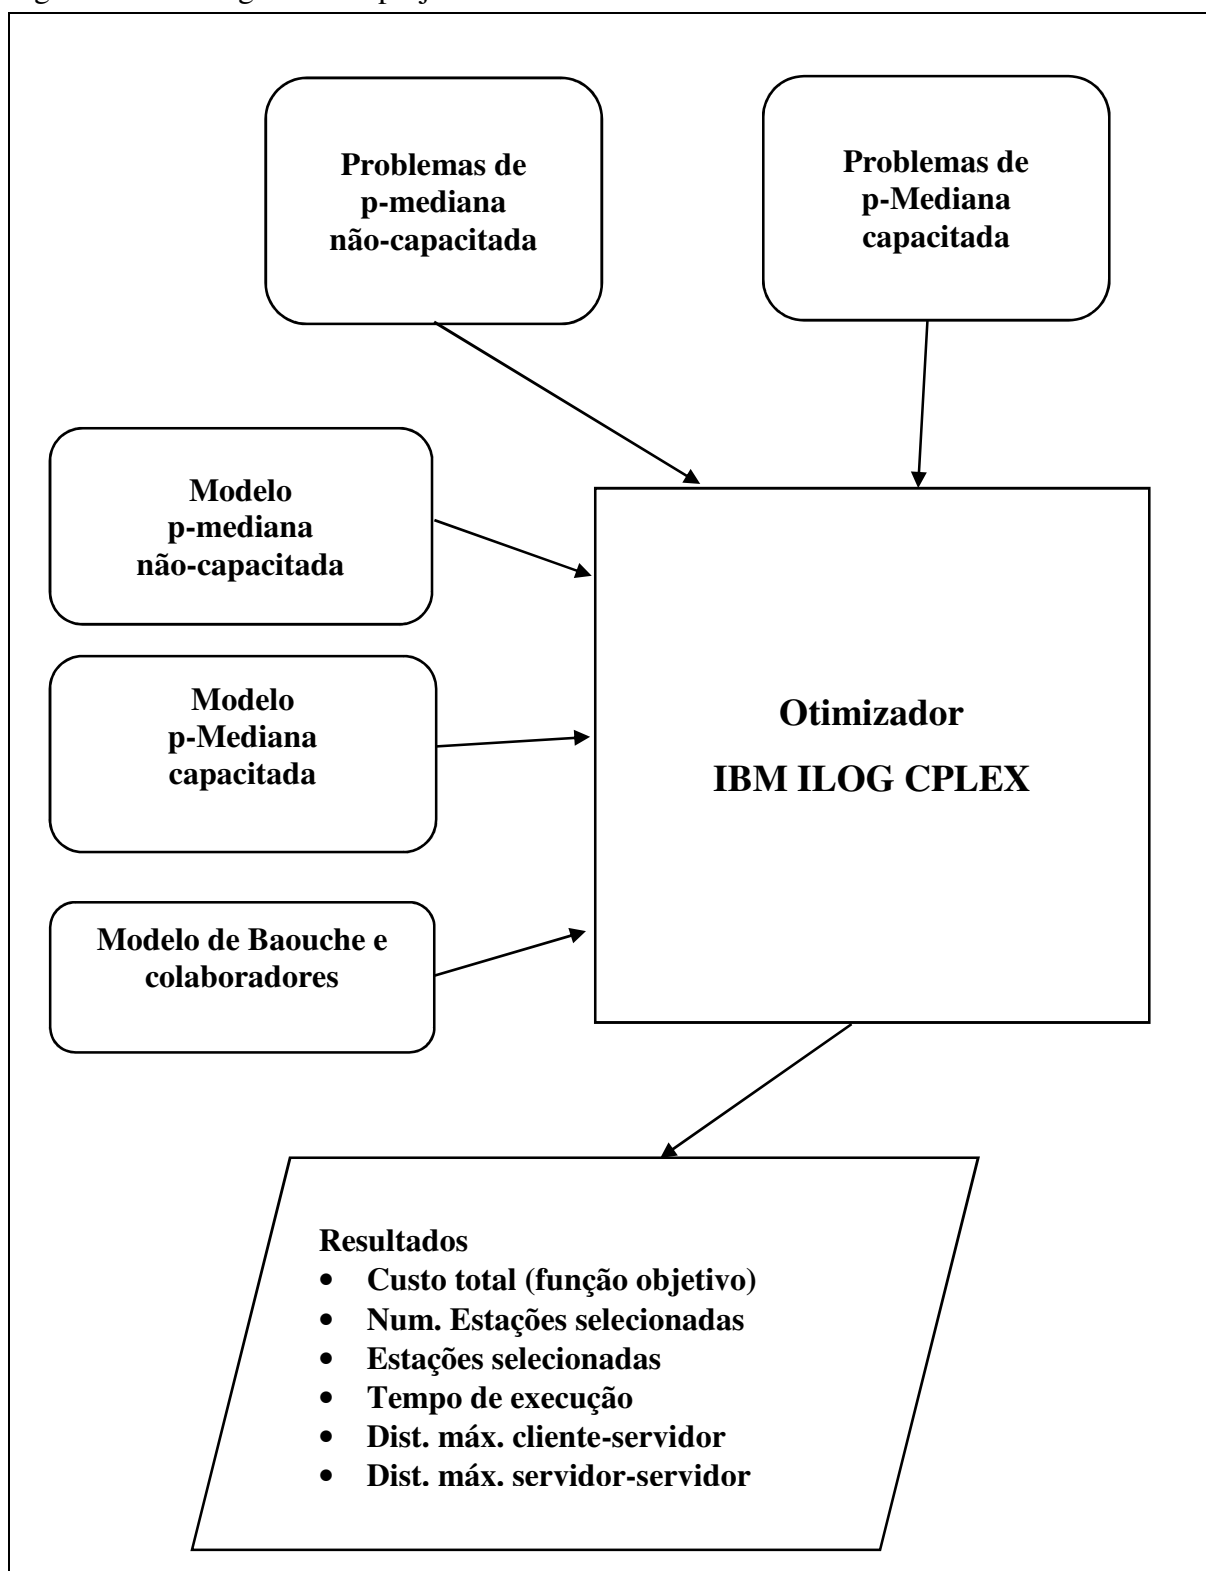 Problemas de
p-mediana
não-capacitada
Problemas de
p-Mediana
capacitada
Modelo
p-mediana
não-capacitada
Modelo
p-Mediana
capacitada
Modelo de Baouche e
colaboradores
Otimizador
IBM ILOG CPLEX
Resultados
• Custo total (função objetivo)
• Num. Estações selecionadas
• Estações selecionadas
• Tempo de execução
• Dist. máx. cliente-servidor
• Dist. máx. servidor-servidor